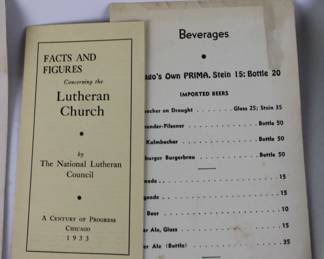 FACTS AND
FIGURES
Concerning the
Lutheran
Church
by
The National Lutheran
Council
A CENTURY OF PROGRESS
CHICAGO
1933
Beverages
PRIMA, Stein 15; Bottle 20
IMPORTED BEERS
on Draught . . . . . . . Glass 25; Stein 35
Bottle 50
Kulmbacher . . . . . . . Bottle 50
Burgerbrau . . . . . . . Bottle 50
15
15
Beer . . . . . . . 10
Ale, Glass . . . . . . . 15
Ale (Bottle) . . . . . . . 35